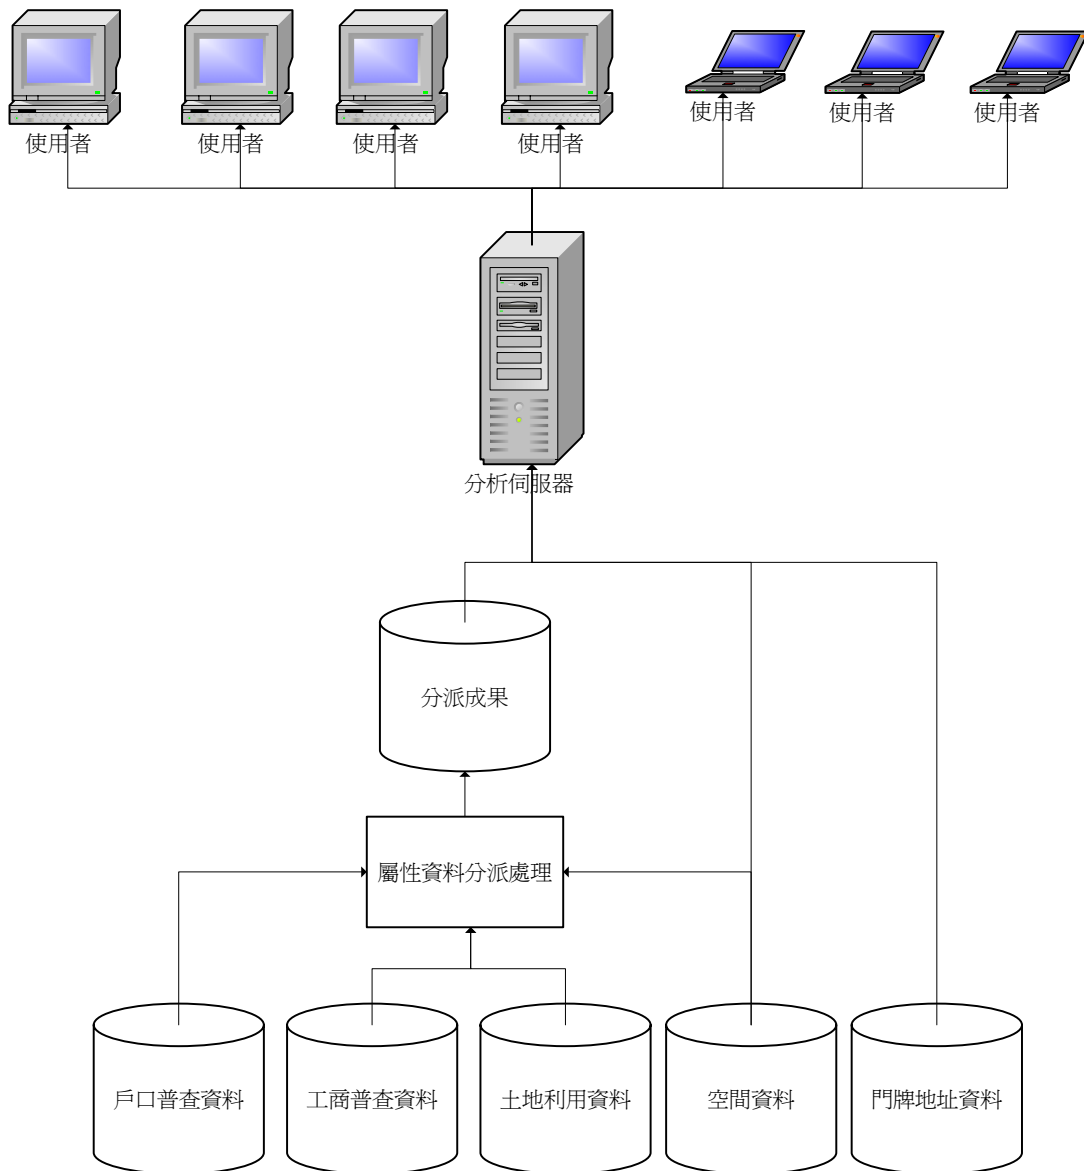 使用者
使用者
使用者
使用者
使用者
使用者
使用者
分析伺服器
分派成果
屬性資料分派處理
戶口普查資料
工商普查資料
土地利用資料
空間資料
門牌地址資料